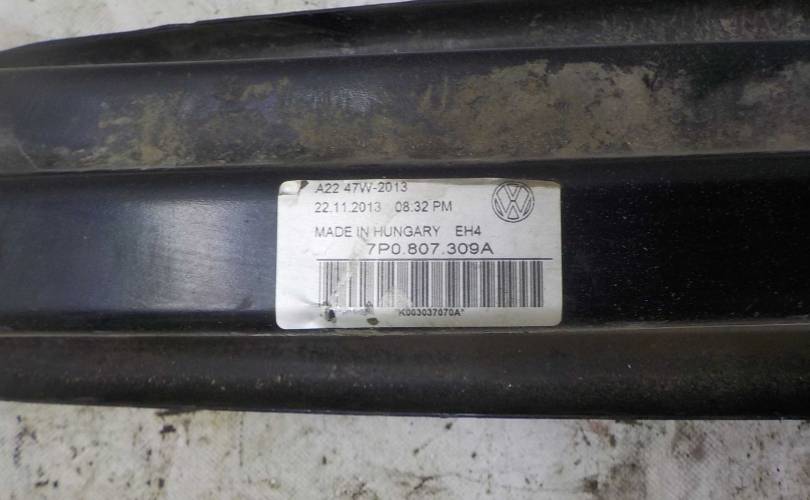 A22 47W-2013
22.11.2013 08:32 PM
MADE IN HUNGARY EH4
7P0.807.309A
*K003037070A*